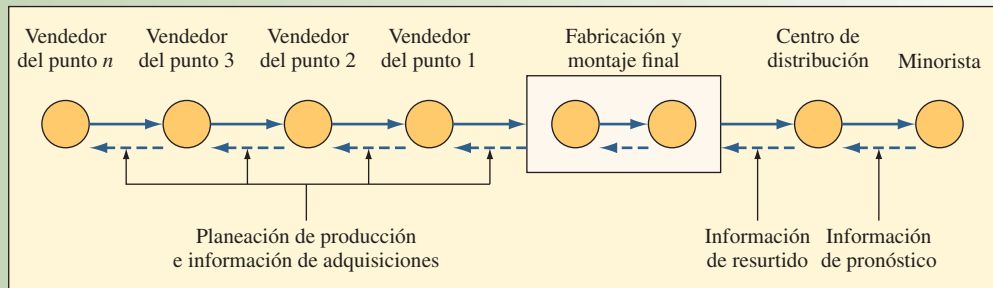 Vendedor
del punto n
Vendedor
del punto 3
Vendedor
del punto 2
Vendedor
del punto 1
Fabricación y
montaje final
Centro de
distribución
Minorista
Planeación de producción
e información de adquisiciones
Información
de resurtido
Información
de pronóstico